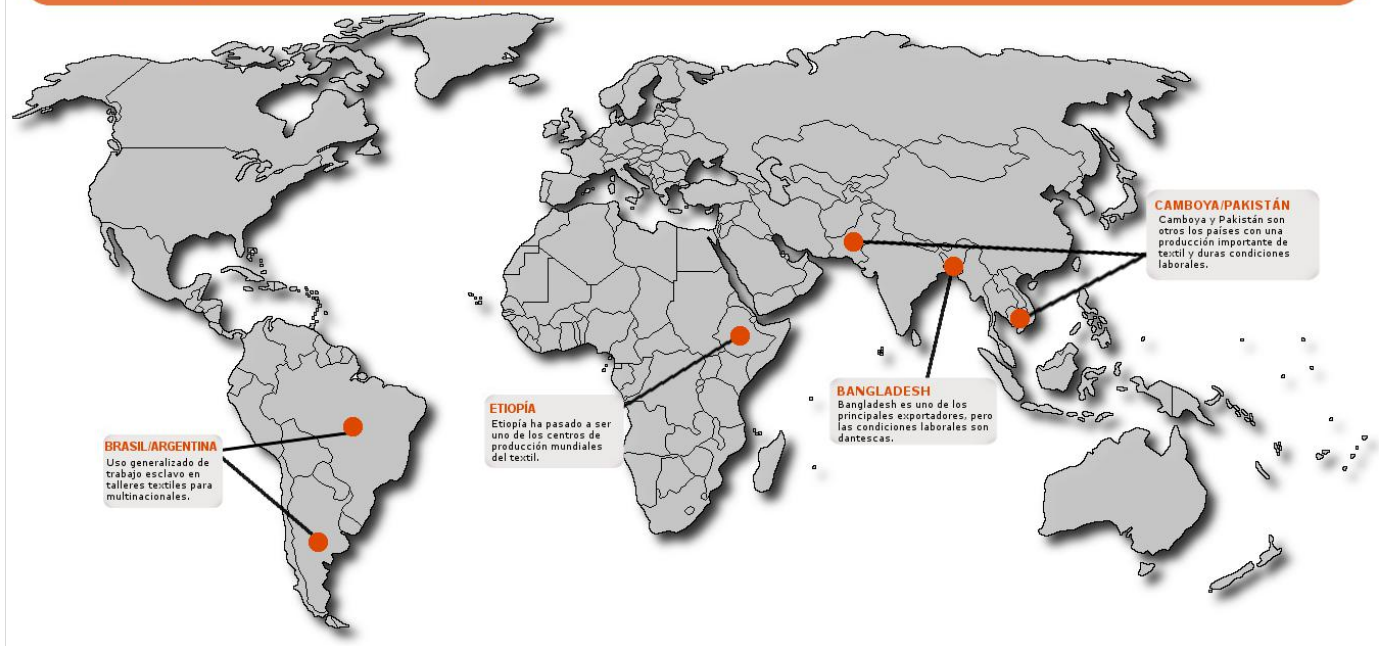 CAMBOYA/PAKISTÁN
Camboya y Pakistán son
otros los países con una
producción importante de
textil y duras condiciones
laborales.
BANGLADESH
Bangladesh es uno de los
principales exportadores, pero
las condiciones laborales son
dantescas.
ETIOPÍA
Etiopía ha pasado a ser
uno de los centros de
producción mundiales
del textil.
BRASIL/ARGENTINA
Uso generalizado de
trabajo esclavo en
talleres textiles para
multinacionales.